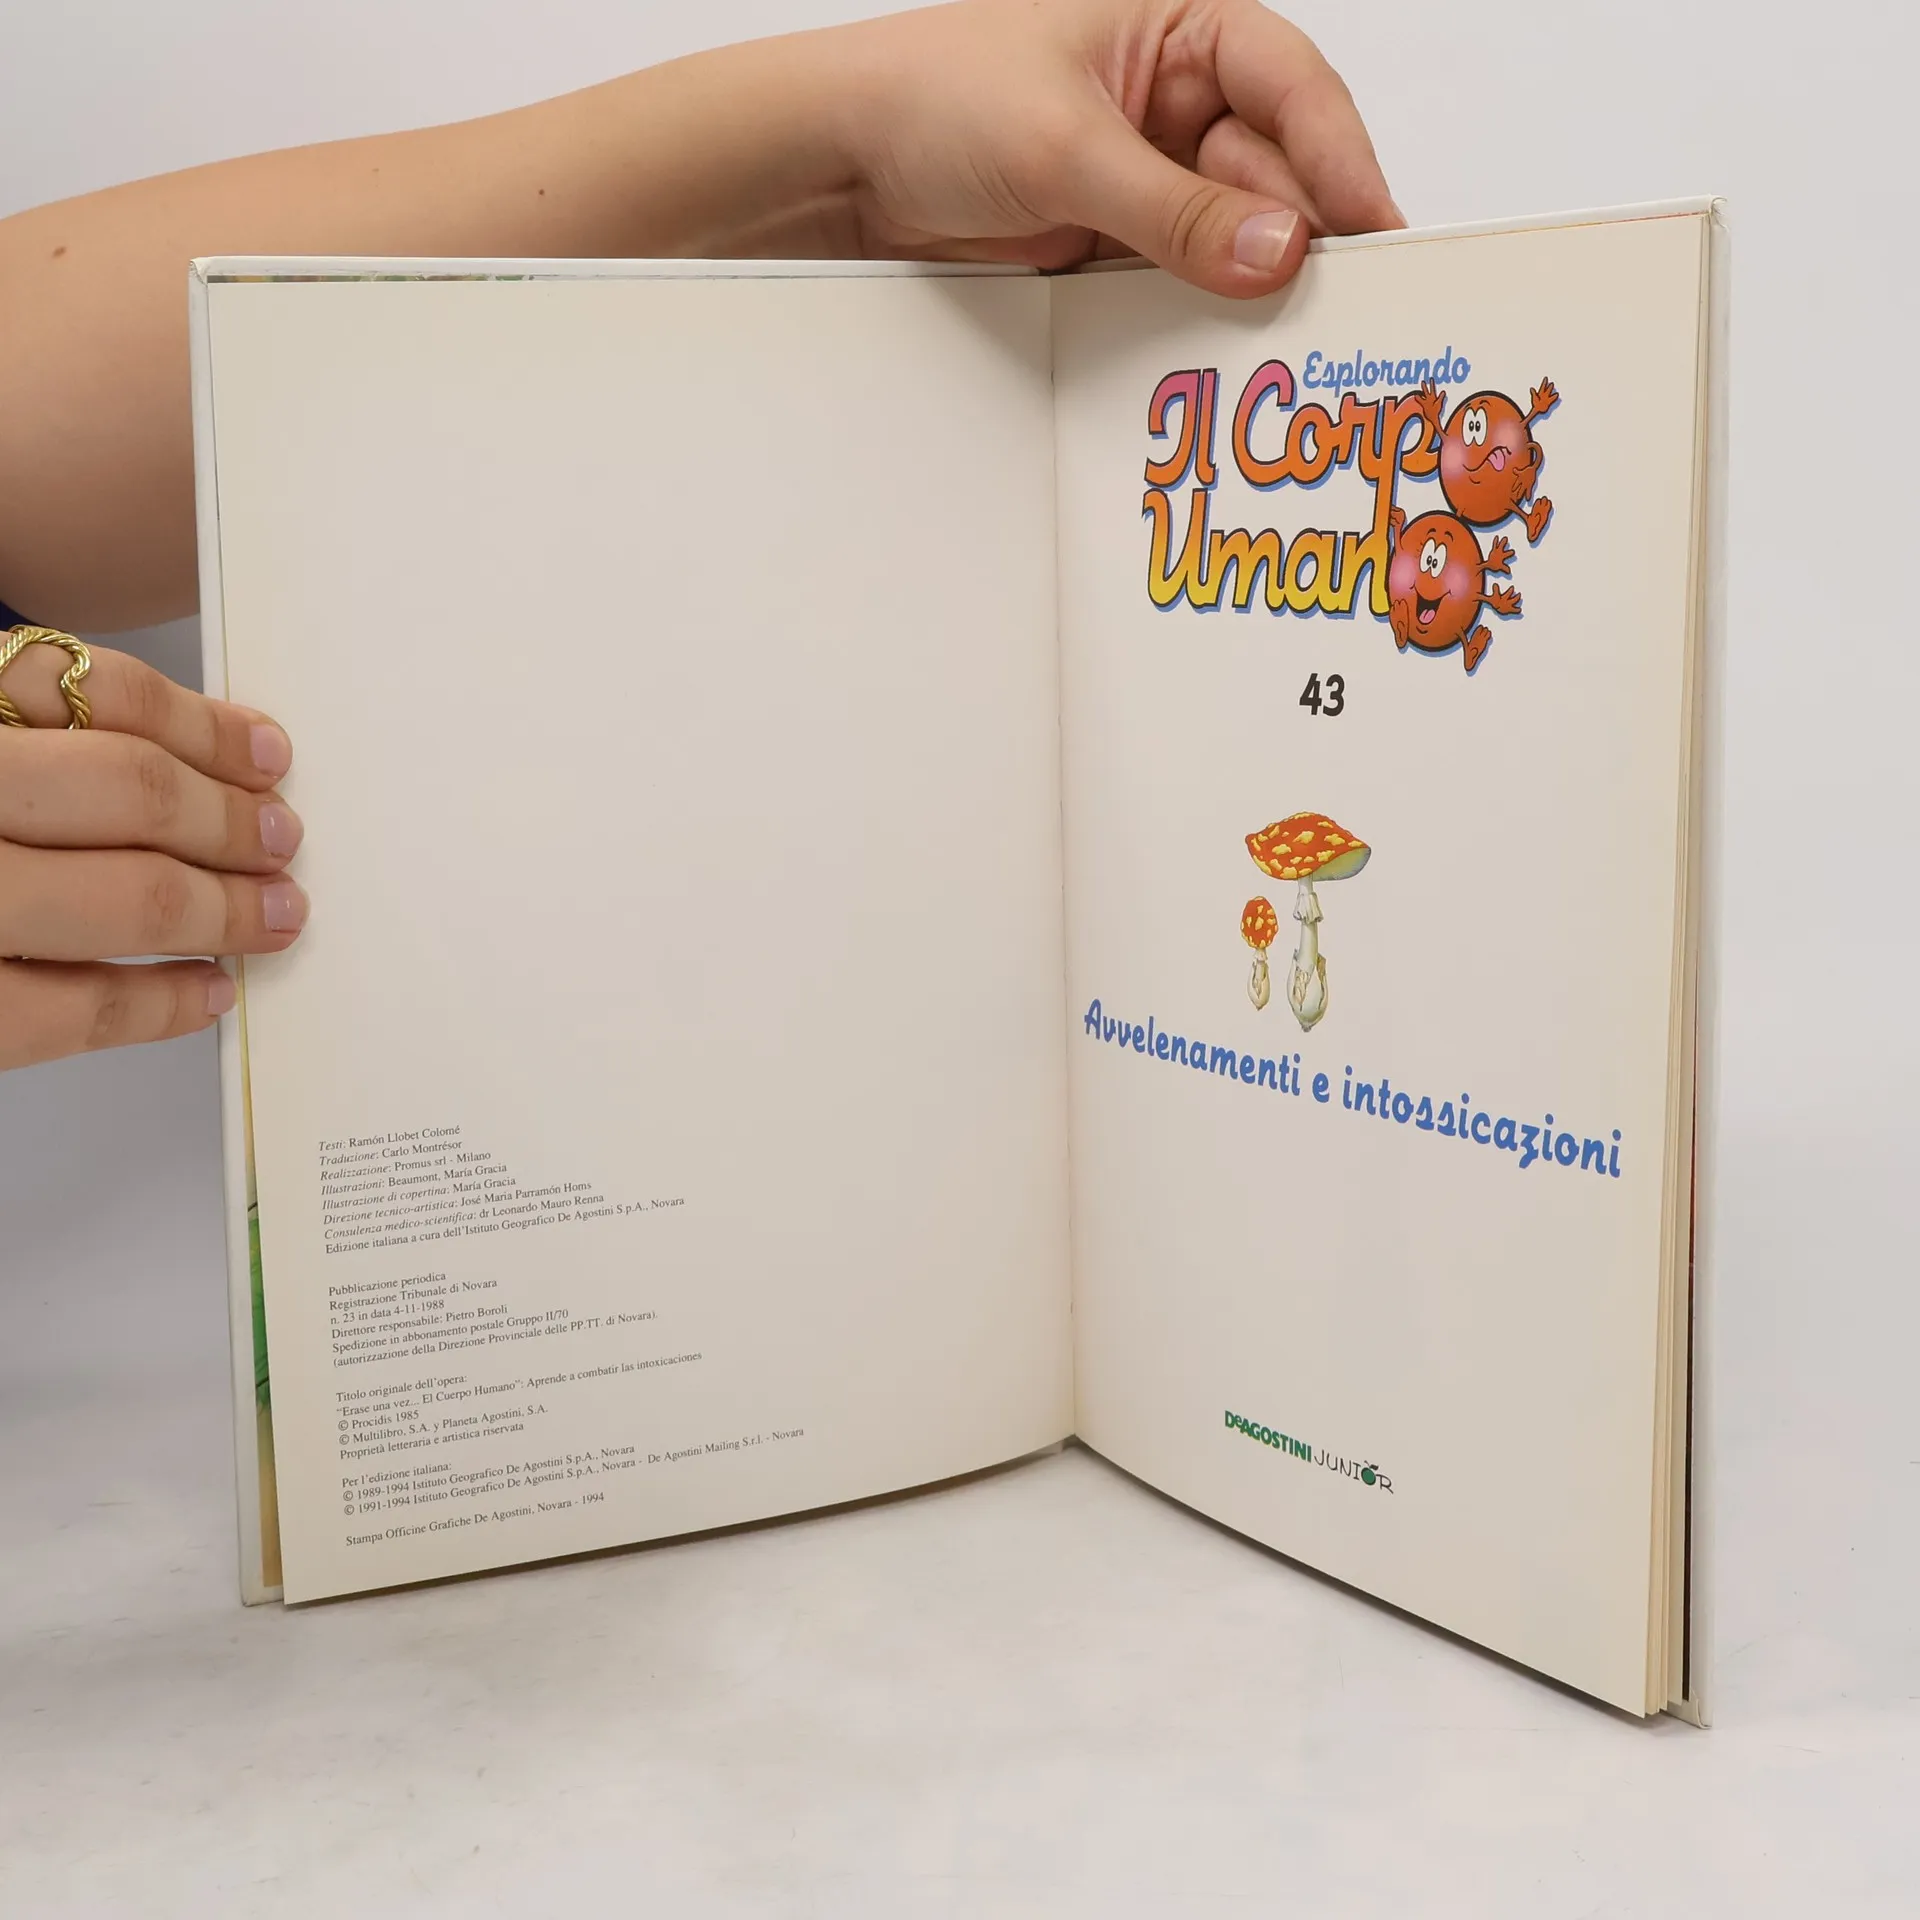 Testi: Ramón Llobet Colomé
Traduzione: Carlo Montrésor
Realizzazione: Promus srl - Milano
Illustrazioni: Beaumont, María Gracia
Illustrazione di copertina: María Gracia
Direzione tecnico-artistica: José Maria Parramón Homs
Consulenza medico-scientifica: dr Leonardo Mauro Renna
Edizione italiana a cura dell'Istituto Geografico De Agostini S.p.A., Novara
Pubblicazione periodica
Registrazione Tribunale di Novara
n. 23 in data 4-11-1988
Direttore responsabile: Pietro Boroli
Spedizione in abbonamento postale Gruppo II/70
(autorizzazione della Direzione Provinciale delle PP.TT. di Novara).
Titolo originale dell'opera:
"Erase una vez... El Cuerpo Humano": Aprende a combatir las intoxicaciones
© Procidis 1985
© Multilibro, S.A. y Planeta Agostini, S.A.
Proprietà letteraria e artistica riservata
Per l'edizione italiana:
© 1989-1994 Istituto Geografico De Agostini S.p.A., Novara
© 1991-1994 Istituto Geografico De Agostini S.p.A., Novara - De Agostini Mailing S.r.l. - Novara
Stampa Officine Grafiche De Agostini, Novara - 1994
Esplorando
Il Corpo
Umano
43
Avvelenamenti e intossicazioni
DeAGOSTINI JUNIOR